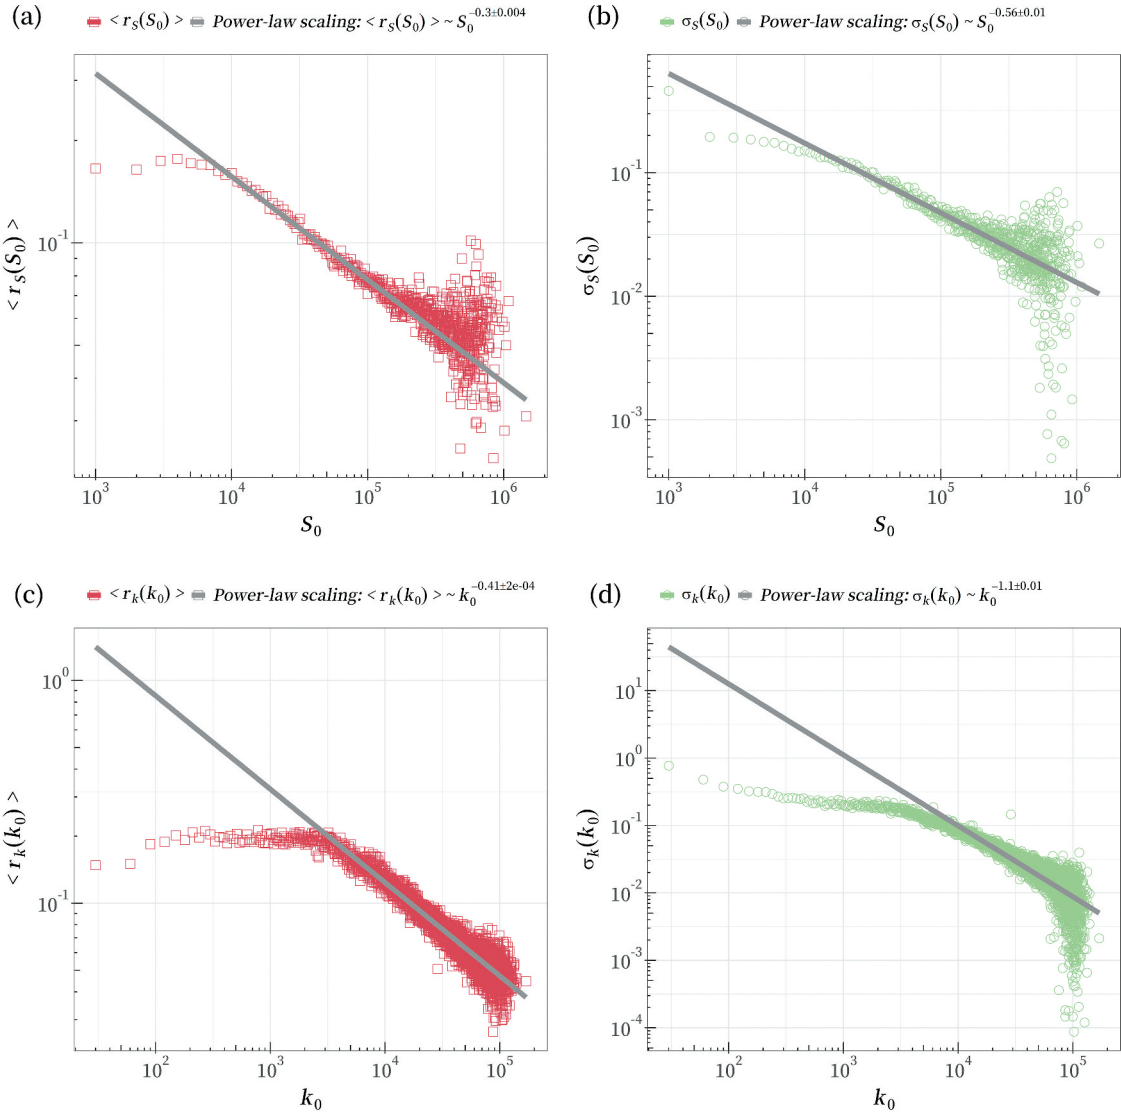 (a) < r_S(S_0) > Power-law scaling: < r_S(S_0) > ~ S_0^-0.3±0.004
10^-1
< r_S(S_0) >
10^3 10^4 10^5 10^6
S_0
(b) σ_S(S_0) Power-law scaling: σ_S(S_0) ~ S_0^-0.56±0.01
10^-1
10^-2
10^-3
σ_S(S_0)
10^3 10^4 10^5 10^6
S_0
(c) < r_k(k_0) > Power-law scaling: < r_k(k_0) > ~ k_0^-0.41±2e-04
10^0
10^-1
< r_k(k_0) >
10^2 10^3 10^4 10^5
k_0
(d) σ_k(k_0) Power-law scaling: σ_k(k_0) ~ k_0^-1.1±0.01
10^1
10^0
10^-1
10^-2
10^-3
10^-4
σ_k(k_0)
10^2 10^3 10^4 10^5
k_0